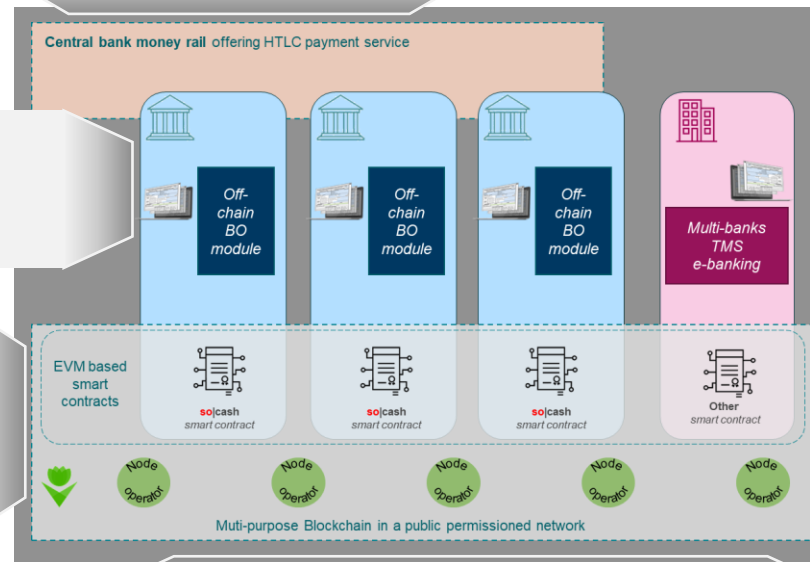 Central bank money rail offering HTLC payment service
Off-
chain
BO
module
Off-
chain
BO
module
Off-
chain
BO
module
Multi-banks
TMS
e-banking
EVM based
smart
contracts
so|cash
smart contract
so|cash
smart contract
so|cash
smart contract
Other
smart contract
Node
operator
Node
operator
Node
operator
Node
operator
Node
operator
Muti-purpose Blockchain in a public permissioned network